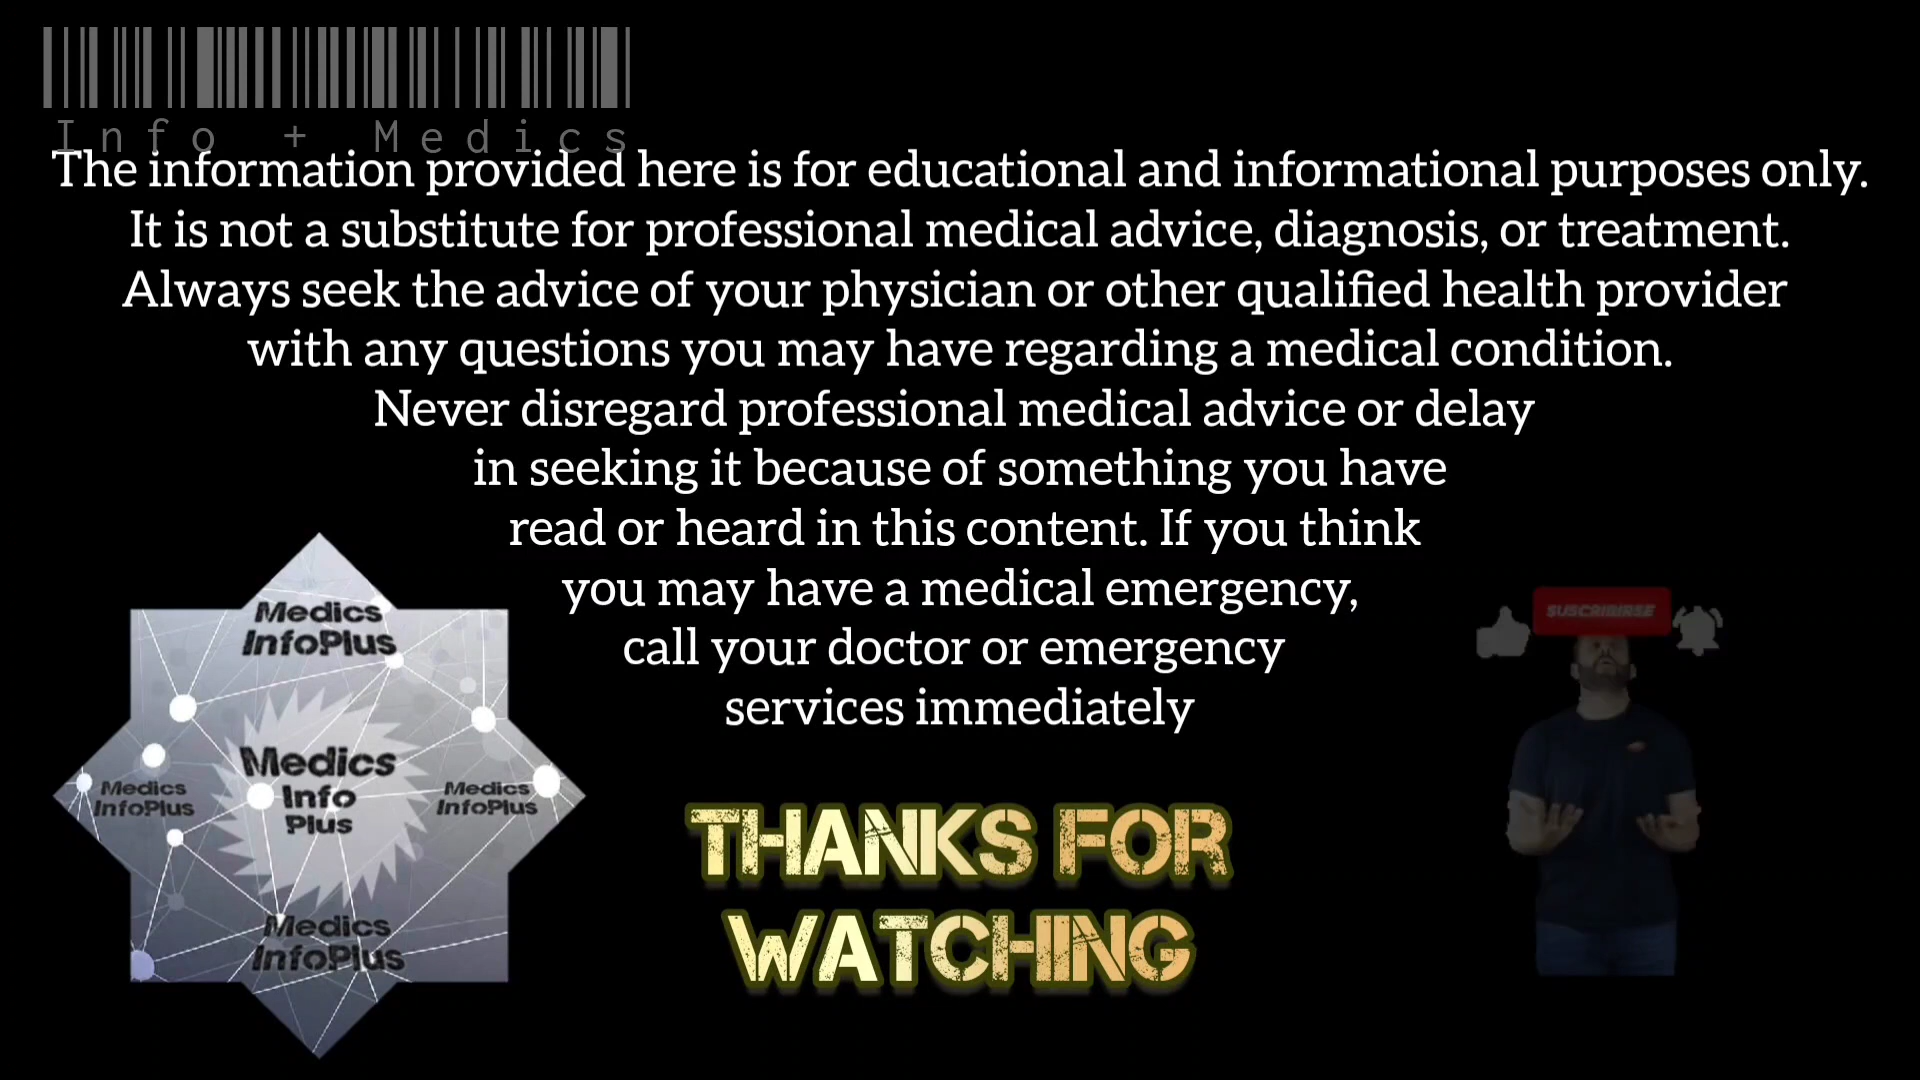 Info + Medics
The information provided here is for educational and informational purposes only.
It is not a substitute for professional medical advice, diagnosis, or treatment.
Always seek the advice of your physician or other qualified health provider
with any questions you may have regarding a medical condition.
Never disregard professional medical advice or delay
in seeking it because of something you have
read or heard in this content. If you think
you may have a medical emergency,
call your doctor or emergency
services immediately
Medics
InfoPlus
Medics
Info
Plus
Medics
InfoPlus
Medics
InfoPlus
Medics
InfoPlus
SUSCRIBIRSE
THANKS FOR
WATCHING